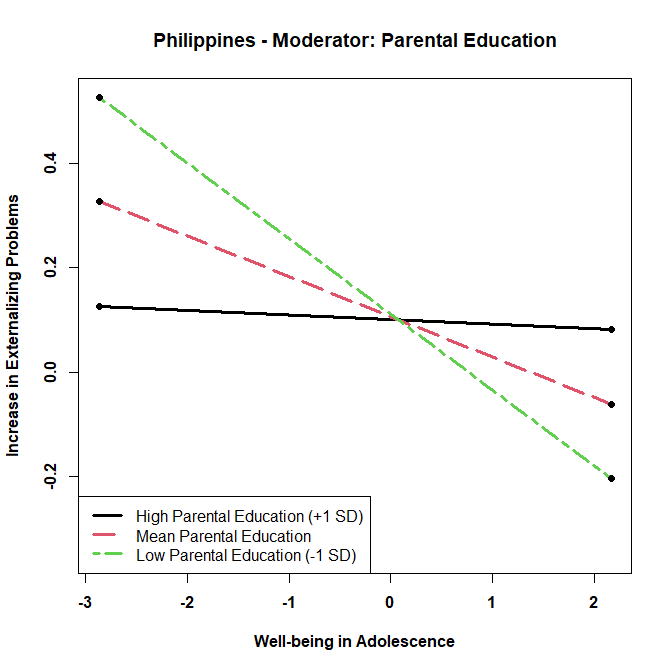 Philippines - Moderator: Parental Education
Increase in Externalizing Problems
0.4
0.2
0.0
-0.2
High Parental Education (+1 SD)
Mean Parental Education
Low Parental Education (-1 SD)
-3 -2 -1 0 1 2
Well-being in Adolescence